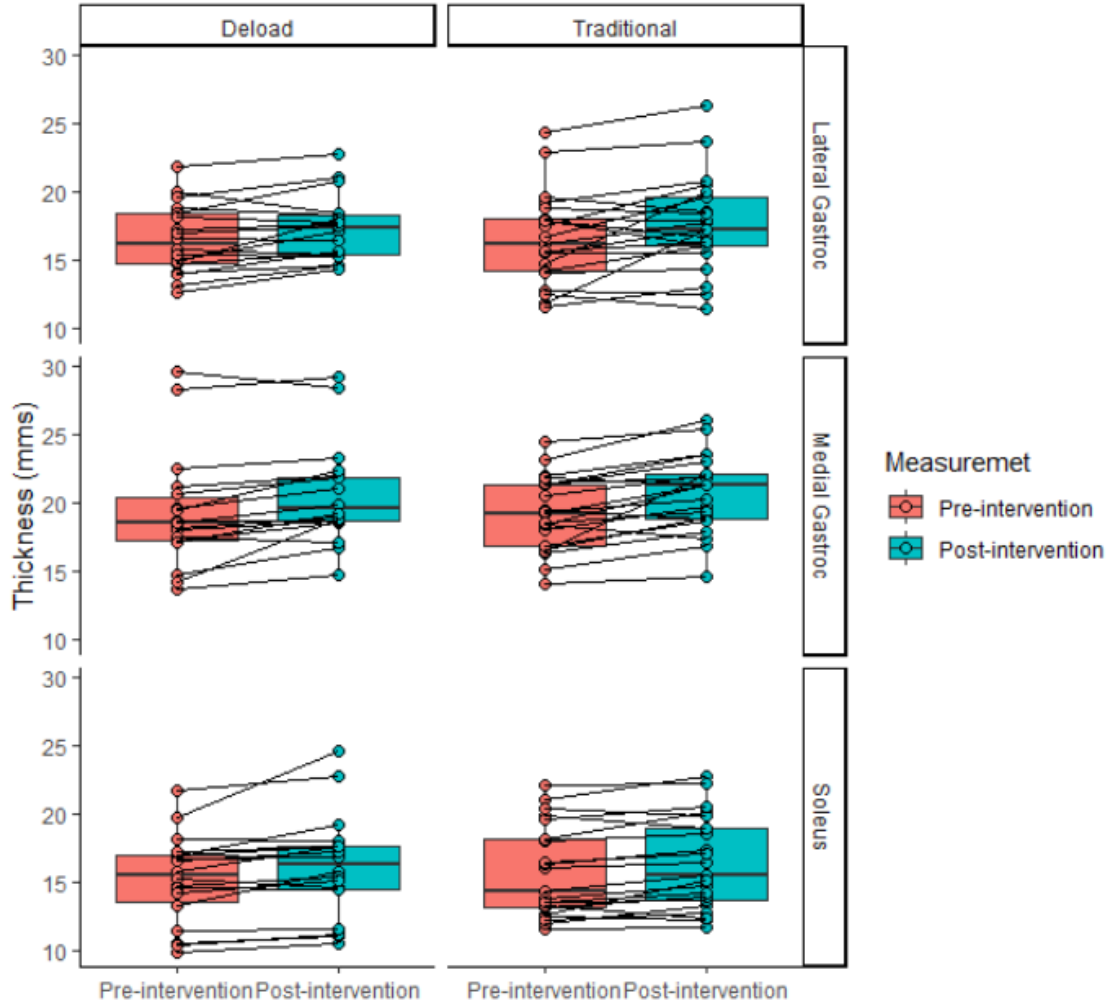 Deload
Traditional
30
25
20
15
10
Lateral Gastroc
30
25
20
15
10
Medial Gastroc
30
25
20
15
10
Soleus
Thickness (mms)
Pre-intervention Post-intervention
Pre-intervention Post-intervention
Measuremet
Pre-intervention
Post-intervention